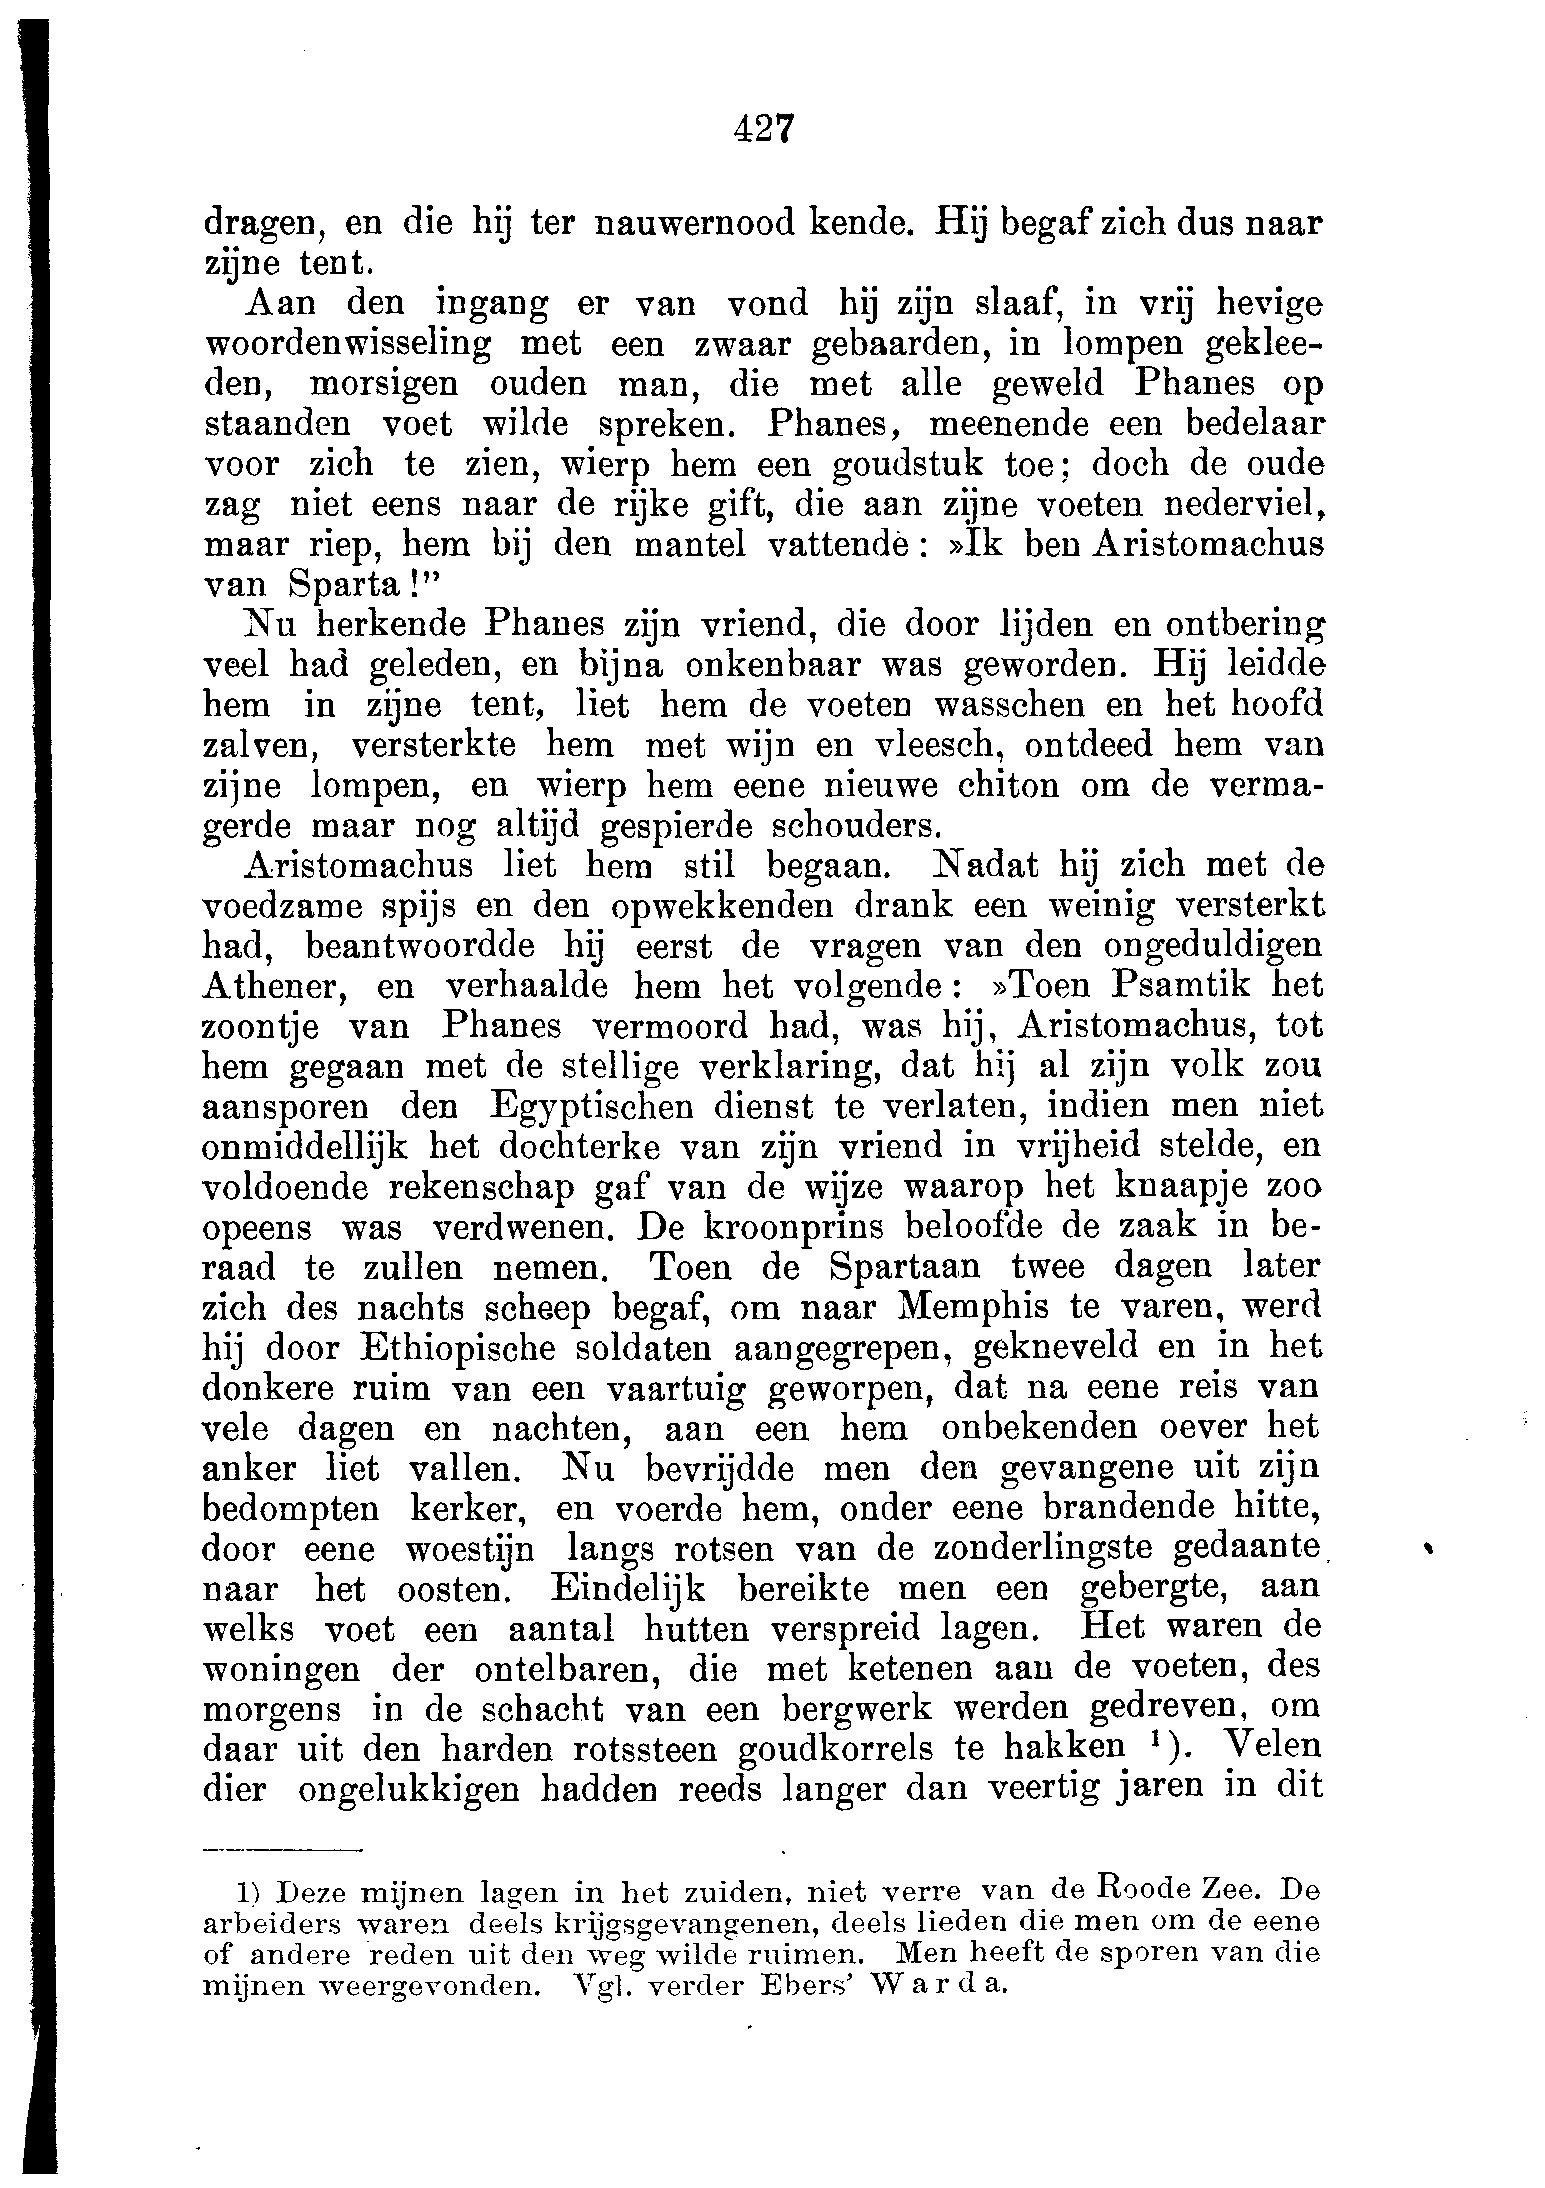 427
dragen, en die hij ter nauwernood kende. Hij begaf zich dus naar
zijne tent.
Aan den ingang er van vond hij zijn slaaf, in vrij hevige
woordenwisseling met een zwaar gebaarden, in lompen geklee-
den, morsigen ouden man, die met alle geweld Phanes op
staanden voet wilde spreken. Phanes, meenende een bedelaar
voor zich te zien, wierp hem een goudstuk toe; doch de oude
zag niet eens naar de rijke gift, die aan zijne voeten nederviel,
maar riep, hem bij den mantel vattende: »Ik ben Aristomachus
van Sparta!”
Nu herkende Phanes zijn vriend, die door lijden en ontbering
veel had geleden, en bijna onkenbaar was geworden. Hij leidde
hem in zijne tent, liet hem de voeten wasschen en het hoofd
zalven, versterkte hem met wijn en vleesch, ontdeed hem van
zijne lompen, en wierp hem eene nieuwe chiton om de verma-
gerde maar nog altijd gespierde schouders.
Aristomachus liet hem stil begaan. Nadat hij zich met de
voedzame spijs en den opwekkenden drank een weinig versterkt
had, beantwoordde hij eerst de vragen van den ongeduldigen
Athener, en verhaalde hem het volgende: »Toen Psamtik het
zoontje van Phanes vermoord had, was hij, Aristomachus, tot
hem gegaan met de stellige verklaring, dat hij al zijn volk zou
aansporen den Egyptischen dienst te verlaten, indien men niet
onmiddellijk het dochterke van zijn vriend in vrijheid stelde, en
voldoende rekenschap gaf van de wijze waarop het knaapje zoo
opeens was verdwenen. De kroonprins beloofde de zaak in be-
raad te zullen nemen. Toen de Spartaan twee dagen later
zich des nachts scheep begaf, om naar Memphis te varen, werd
hij door Ethiopische soldaten aangegrepen, gekneveld en in het
donkere ruim van een vaartuig geworpen, dat na eene reis van
vele dagen en nachten, aan een hem onbekenden oever het
anker liet vallen. Nu bevrijdde men den gevangene uit zijn
bedompten kerker, en voerde hem, onder eene brandende hitte,
door eene woestijn langs rotsen van de zonderlingste gedaante,
naar het oosten. Eindelijk bereikte men een gebergte, aan
welks voet een aantal hutten verspreid lagen. Het waren de
woningen der ontelbaren, die met ketenen aan de voeten, des
morgens in de schacht van een bergwerk werden gedreven, om
daar uit den harden rotssteen goudkorrels te hakken ¹). Velen
dier ongelukkigen hadden reeds langer dan veertig jaren in dit
1) Deze mijnen lagen in het zuiden, niet verre van de Roode Zee. De
arbeiders waren deels krijgsgevangenen, deels lieden die men om de eene
of andere reden uit den weg wilde ruimen. Men heeft de sporen van die
mijnen weergevonden. Vgl. verder Ebers' Warda.